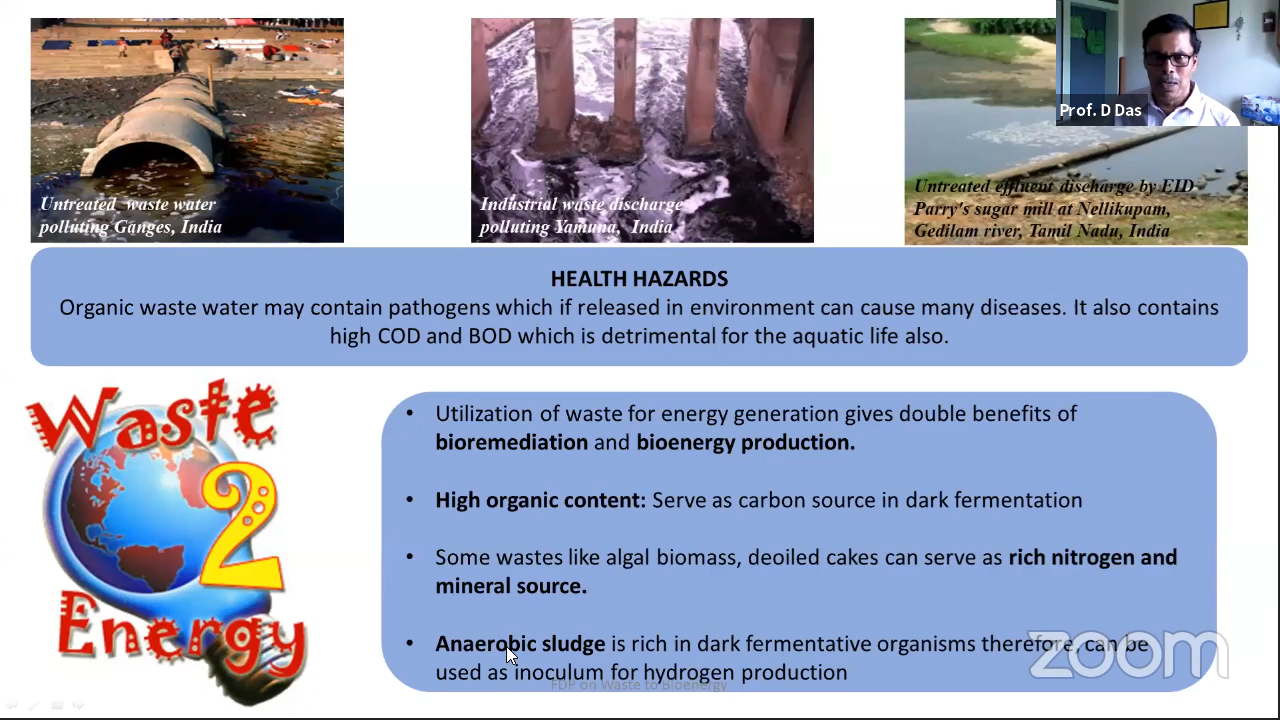 Prof. D Das
Untreated waste water
polluting Ganges, India
Industrial waste discharge
polluting Yamuna, India
Untreated effluent discharge by EID
Parry's sugar mill at Nellikupam,
Gedilam river, Tamil Nadu, India
HEALTH HAZARDS
Organic waste water may contain pathogens which if released in environment can cause many diseases. It also contains
high COD and BOD which is detrimental for the aquatic life also.
Waste
2
Energy
• Utilization of waste for energy generation gives double benefits of
bioremediation and bioenergy production.
• High organic content: Serve as carbon source in dark fermentation
• Some wastes like algal biomass, deoiled cakes can serve as rich nitrogen and
mineral source.
• Anaerobic sludge is rich in dark fermentative organisms therefore, can be
used as inoculum for hydrogen production
FDP on Waste to Bioenergy
zoom